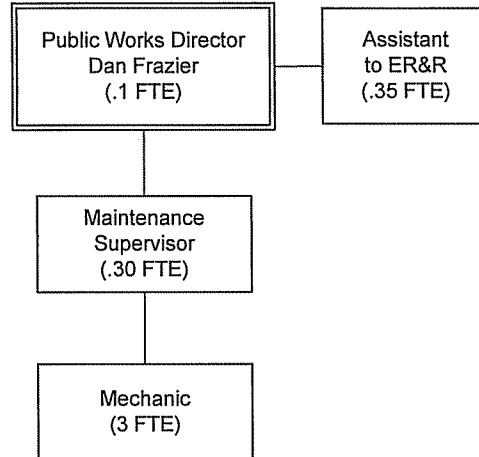 Public Works Director
Dan Frazier
(.1 FTE)
Assistant
to ER&R
(.35 FTE)
Maintenance
Supervisor
(.30 FTE)
Mechanic
(3 FTE)